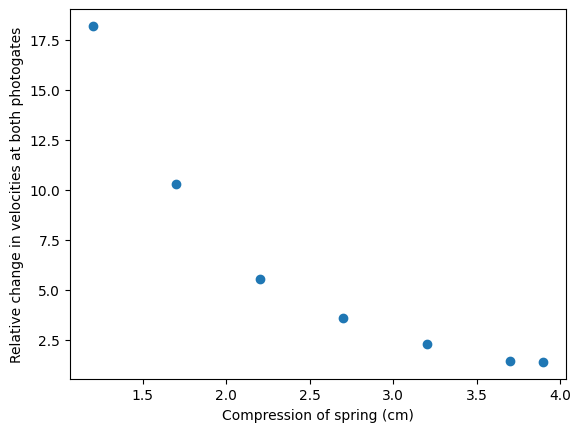 Relative change in velocities at both photogates
17.5
15.0
12.5
10.0
7.5
5.0
2.5
1.5 2.0 2.5 3.0 3.5 4.0
Compression of spring (cm)